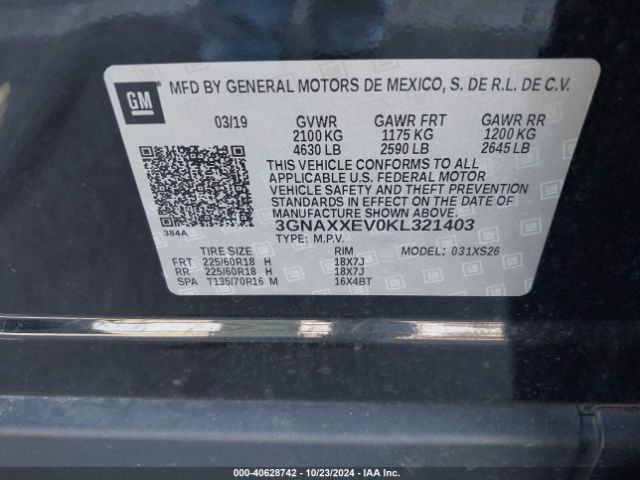 GM MFD BY GENERAL MOTORS DE MEXICO, S. DE R.L. DE C.V.
03/19 GVWR GAWR FRT GAWR RR
2100 KG 1175 KG 1200 KG
4630 LB 2590 LB 2645 LB
THIS VEHICLE CONFORMS TO ALL
APPLICABLE U.S. FEDERAL MOTOR
VEHICLE SAFETY AND THEFT PREVENTION
STANDARDS IN EFFECT ON THE DATE OF
MANUFACTURE SHOWN ABOVE.
384A 3GNAXXEV0KL321403
TYPE: M.P.V.
TIRE SIZE RIM MODEL: 031XS26
FRT 225/60R18 H 18X7J
RR 225/60R18 H 18X7J
SPA T135/70R16 M 16X4BT
00-40628742 - 10/23/2024 - IAAI.COM